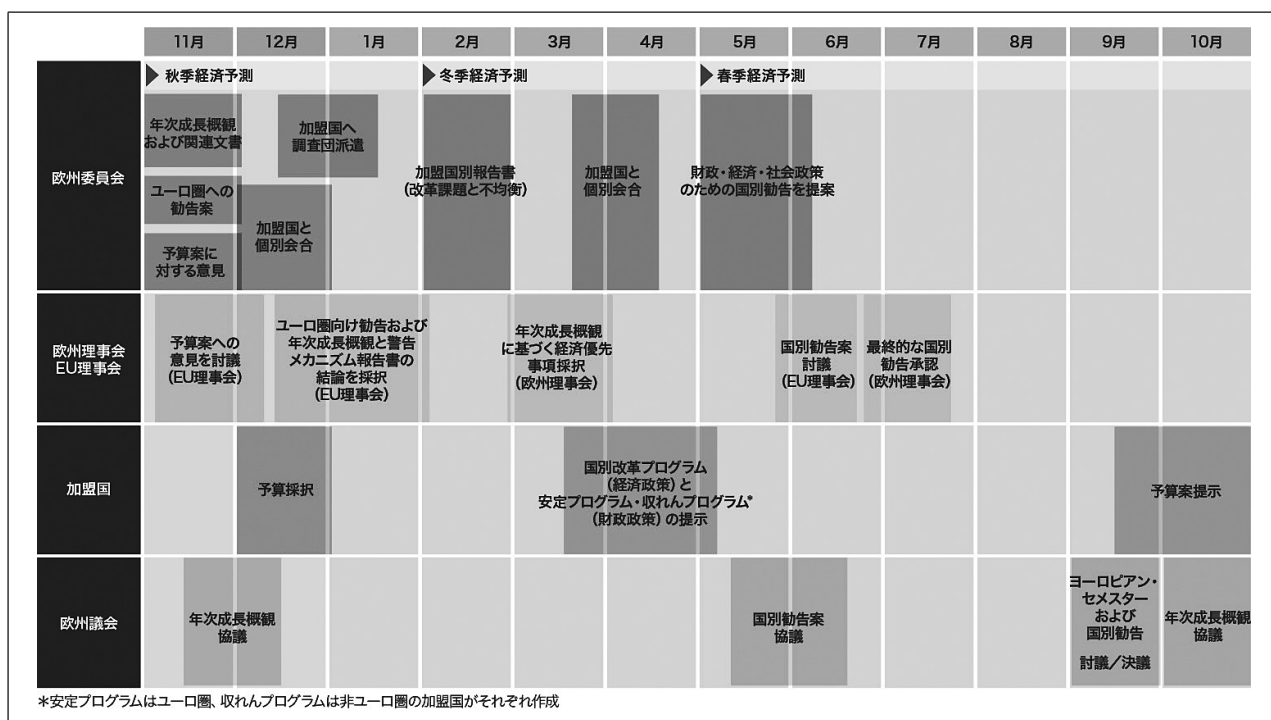 11月 12月 1月 2月 3月 4月 5月 6月 7月 8月 9月 10月
秋季経済予測
冬季経済予測
春季経済予測
欧州委員会
年次成長概観
および関連文書
ユーロ圏への
勧告案
予算案に
対する意見
加盟国へ
調査団派遣
加盟国と
個別会合
加盟国別報告書
(改革課題と不均衡)
加盟国と
個別会合
財政・経済・社会政策
のための国別勧告を提案
欧州理事会
EU理事会
予算案への
意見を討議
(EU理事会)
ユーロ圏向け勧告および
年次成長概観と警告
メカニズム報告書の
結論を採択
(EU理事会)
年次成長概観
に基づく経済優先
事項採択
(欧州理事会)
国別勧告案
討議
(EU理事会)
最終的な国別
勧告承認
(欧州理事会)
加盟国
予算採択
国別改革プログラム
(経済政策)と
安定プログラム・収れんプログラム*
(財政政策)の提示
予算案提示
欧州議会
年次成長概観
協議
国別勧告案
協議
ヨーロピアン・
セメスター
および
国別勧告
討議/決議
年次成長概観
協議
*安定プログラムはユーロ圏、収れんプログラムは非ユーロ圏の加盟国がそれぞれ作成